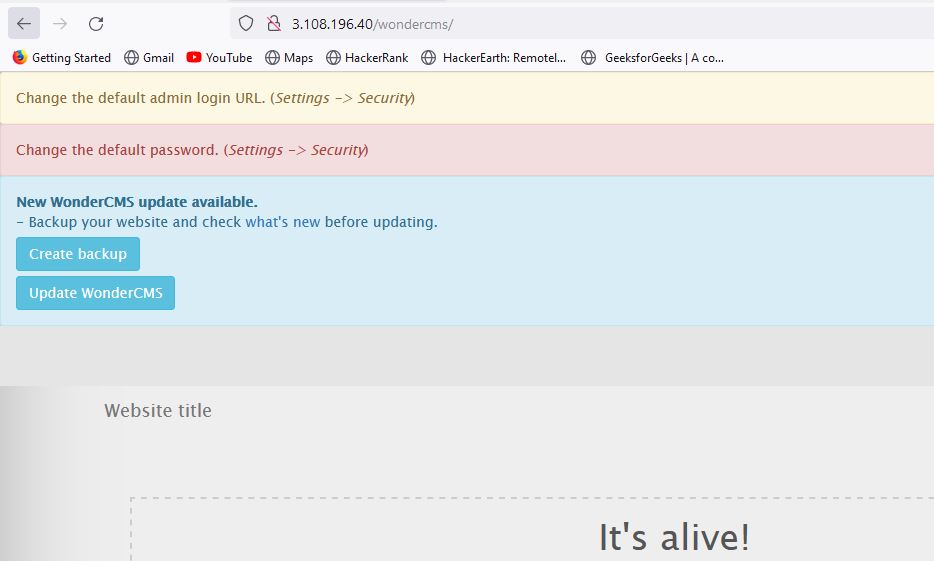 3.108.196.40/wondercms/
Getting Started Gmail YouTube Maps HackerRank HackerEarth: Remotel... GeeksforGeeks | A co...
Change the default admin login URL. (Settings -> Security)
Change the default password. (Settings -> Security)
New WonderCMS update available.
- Backup your website and check what's new before updating.
Create backup
Update WonderCMS
Website title
It's alive!